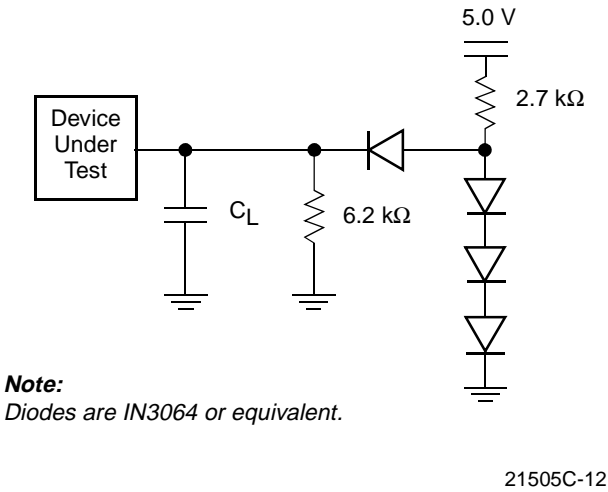 5.0 V
2.7 kΩ
Device
Under
Test
C_L
6.2 kΩ
Note:
Diodes are IN3064 or equivalent.
21505C-12